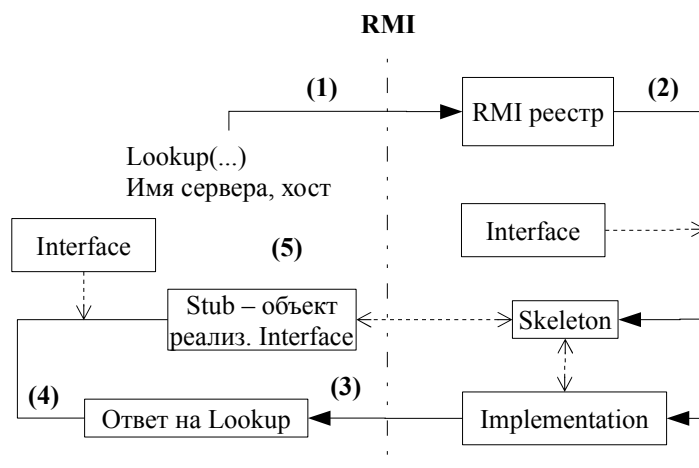 RMI
(1)
(2)
RMI реестр
Lookup(...)
Имя сервера, хост
Interface
(5)
Interface
Stub – объект
реализ. Interface
Skeleton
(4)
(3)
Ответ на Lookup
Implementation